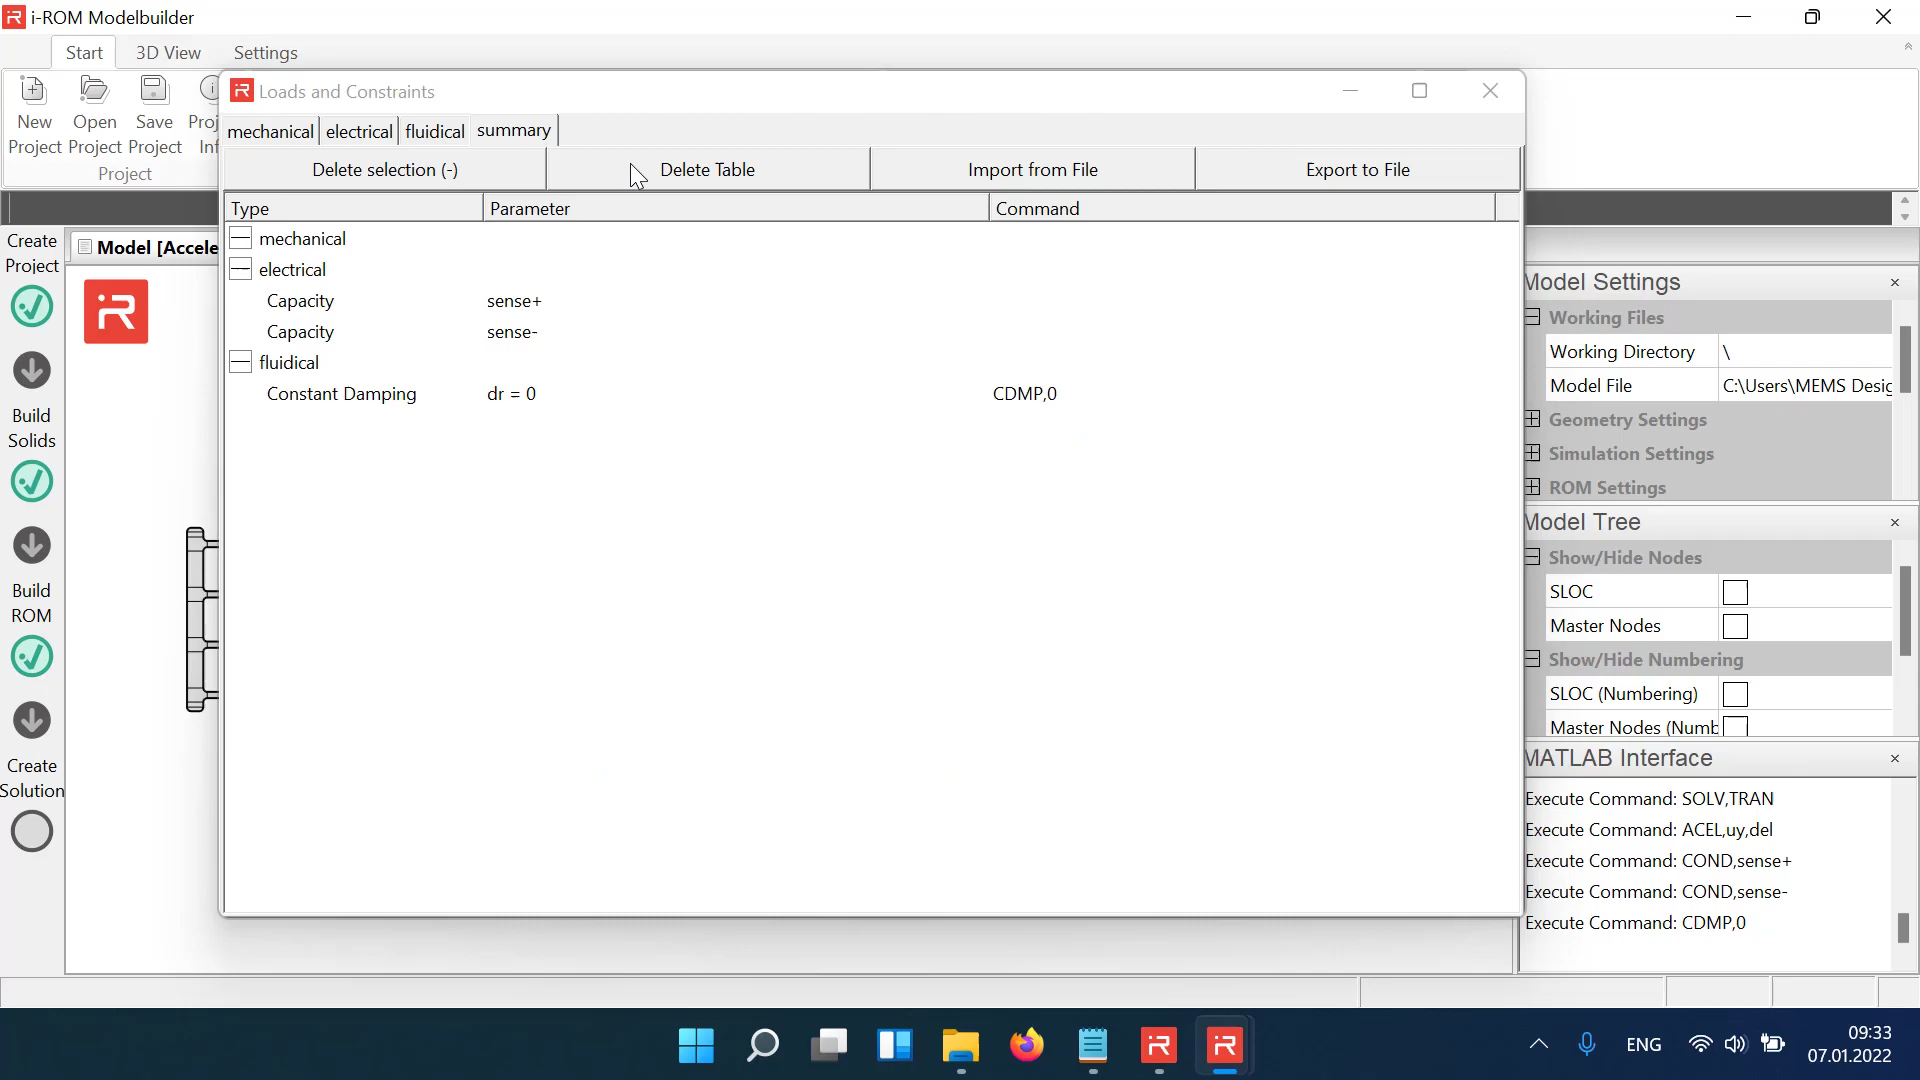 i-ROM Modelbuilder
Start
3D View
Settings
New
Project
Open
Project
Save
Project
Proj
Inf
Project
Loads and Constraints
mechanical
electrical
fluidical
summary
Delete selection (-)
Delete Table
Import from File
Export to File
Type
Parameter
Command
mechanical
electrical
Capacity
sense+
Capacity
sense-
fluidical
Constant Damping
dr = 0
CDMP,0
Create
Project
Build
Solids
Build
ROM
Create
Solution
Model [Accele
iR
Model Settings
Working Files
Working Directory
\
Model File
C:\Users\MEMS Desig
Geometry Settings
Simulation Settings
ROM Settings
Model Tree
Show/Hide Nodes
SLOC
Master Nodes
Show/Hide Numbering
SLOC (Numbering)
Master Nodes (Numb
MATLAB Interface
Execute Command: SOLV,TRAN
Execute Command: ACEL,uy,del
Execute Command: COND,sense+
Execute Command: COND,sense-
Execute Command: CDMP,0
ENG
09:33
07.01.2022